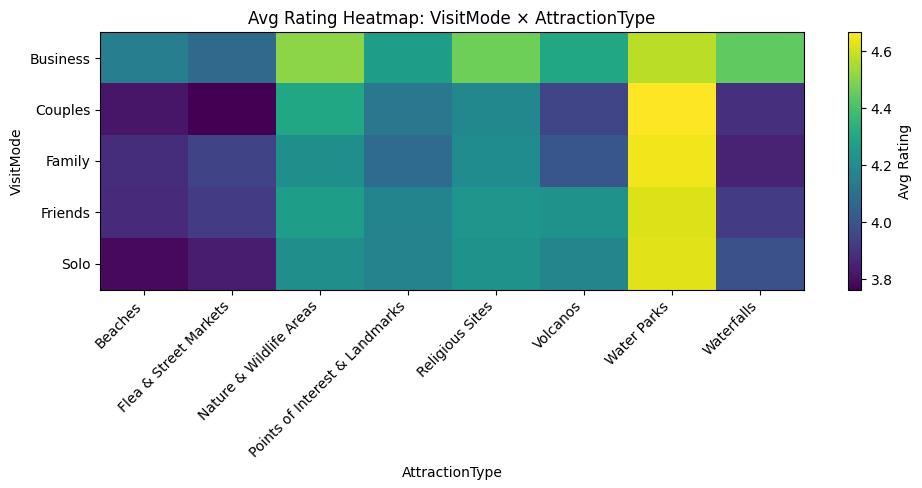 Avg Rating Heatmap: VisitMode × AttractionType
VisitMode
Business
Couples
Family
Friends
Solo
Beaches
Flea & Street Markets
Nature & Wildlife Areas
Points of Interest & Landmarks
Religious Sites
Volcanos
Water Parks
Waterfalls
AttractionType
4.6
4.4
4.2
4.0
3.8
Avg Rating